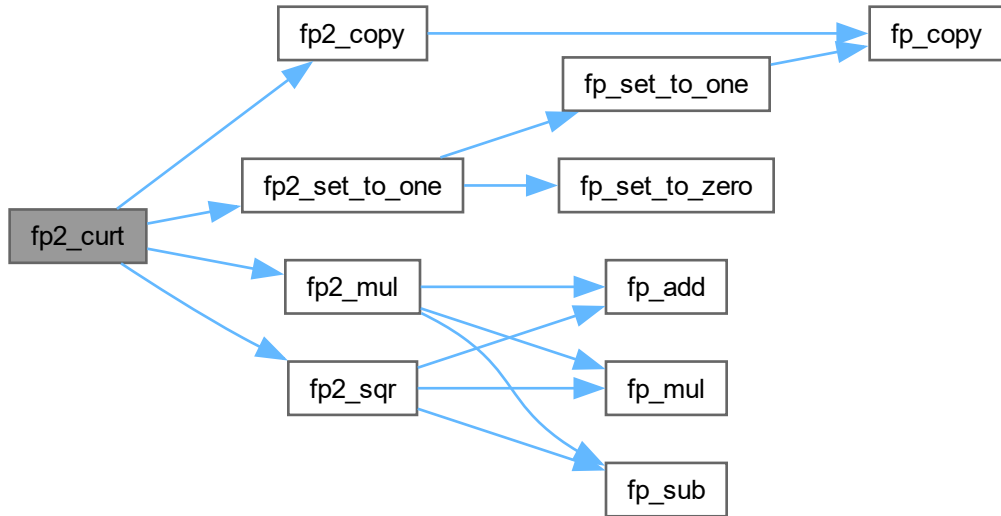 fp2_copy
fp_copy
fp_set_to_one
fp2_set_to_one
fp_set_to_zero
fp2_curt
fp2_mul
fp_add
fp2_sqr
fp_mul
fp_sub